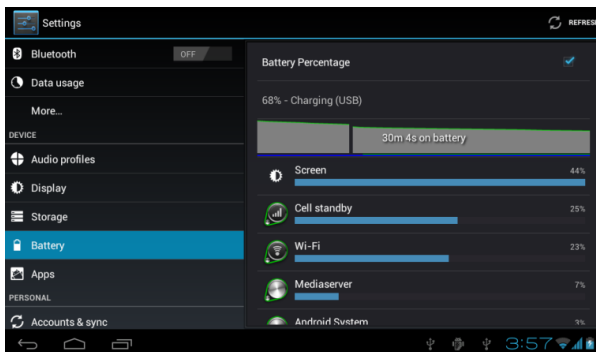 Settings
REFRES
Bluetooth OFF
Data usage
More...
DEVICE
Audio profiles
Display
Storage
Battery
Apps
PERSONAL
Accounts & sync
Battery Percentage
68% - Charging (USB)
30m 4s on battery
Screen 44%
Cell standby 25%
Wi-Fi 23%
Mediaserver 7%
Android System 3%
3:57